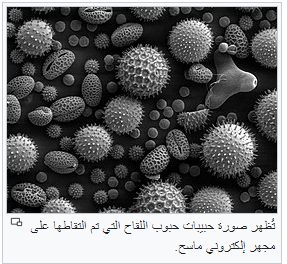 تُظهر صورة حبيبات حبوب اللقاح التي تم التقاطها على
مجهر إلكتروني ماسح.